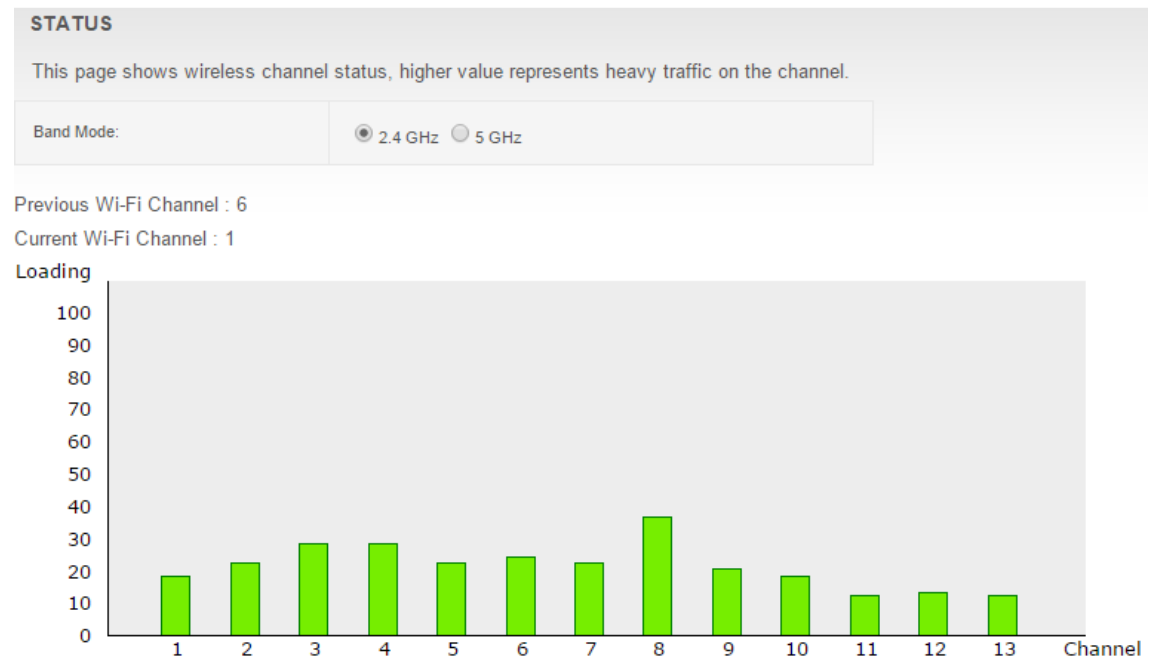 STATUS
This page shows wireless channel status, higher value represents heavy traffic on the channel.
Band Mode: 2.4 GHz 5 GHz
Previous Wi-Fi Channel : 6
Current Wi-Fi Channel : 1
Loading
100
90
80
70
60
50
40
30
20
10
0
1 2 3 4 5 6 7 8 9 10 11 12 13 Channel